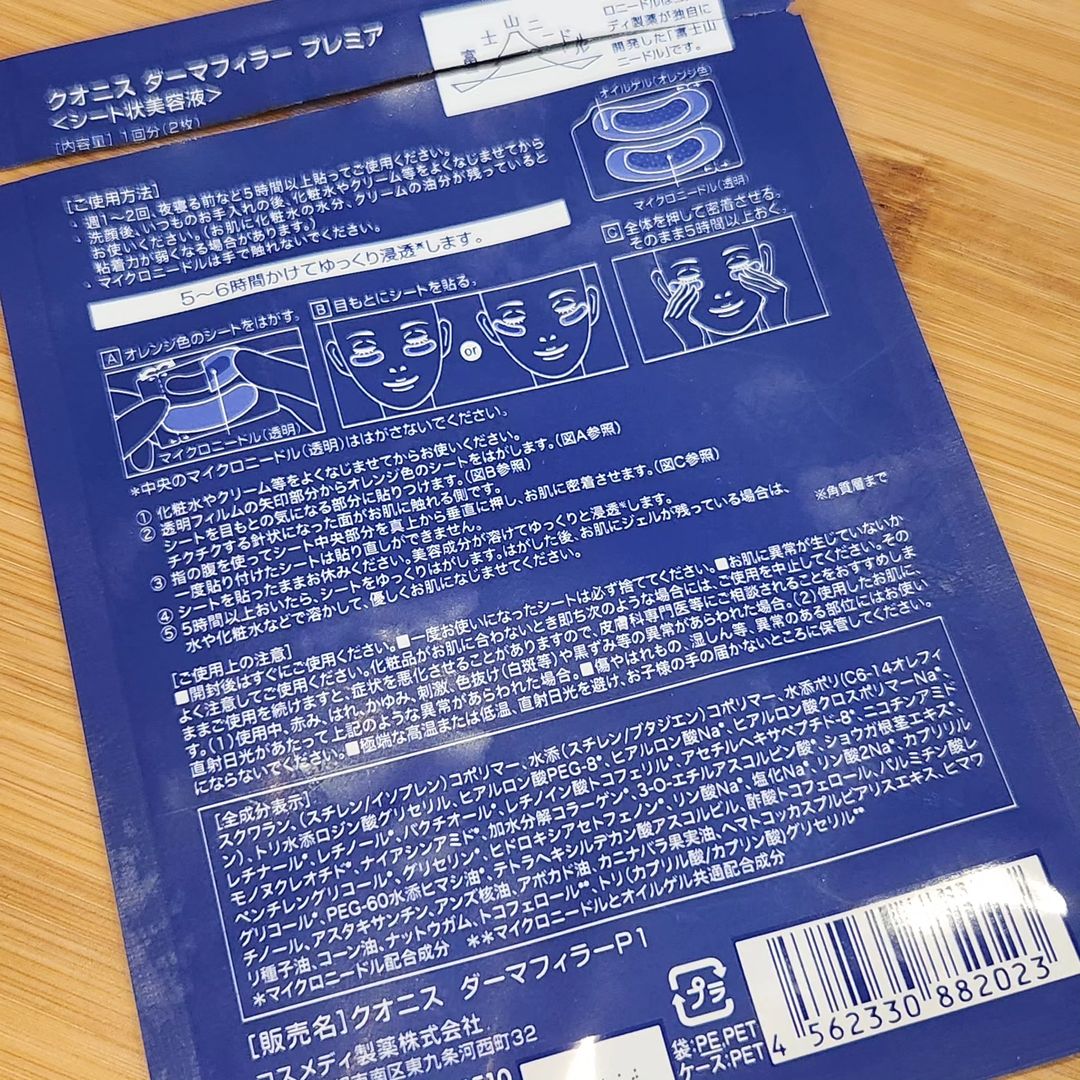 クオニス ダーマフィラー プレミア
<シート状美容液>
[内容量] 1回分(2枚)
富士山ニードル
ディ製薬が独自に
開発した「富士山
ニードル」です。
[ご使用方法]
・週1~2回、夜寝る前など5時間以上貼ってご使用ください。
・洗顔後、いつものお手入れの後、化粧水やクリーム等をよくなじませてから
お使いください。(お肌に化粧水の水分、クリームの油分が残っていると
粘着力が弱くなる場合があります。)
・マイクロニードルは手で触れないでください。
オイルゲル(オレンジ色)
マイクロニードル(透明)
5~6時間かけてゆっくり浸透※します。
A オレンジ色のシートをはがす。
マイクロニードル(透明)
B 目もとにシートを貼る。
or
C 全体を押して密着させる。
そのまま5時間以上おく。
*中央のマイクロニードル(透明)ははがさないでください。
① 化粧水やクリーム等をよくなじませてからお使いください。
② 透明フィルムの矢印部分からオレンジ色のシートをはがします。(図A参照)
シートを目もとの気になる部分に貼りつけます。(図B参照)
チクチクする針状になった面がお肌に触れる側です。
③ 指の腹を使ってシート中央部分を真上から垂直に押し、お肌に密着させます。(図C参照)
一度貼り付けたシートは貼り直しができません。
④ シートを貼ったままお休みください。美容成分が溶けてゆっくりと浸透※します。
⑤ 5時間以上おいたら、シートをゆっくりはがします。はがした後、お肌にジェルが残っている場合は、
水や化粧水などで溶かして、優しくお肌になじませてください。
※角質層まで
[ご使用上の注意]
■開封後はすぐにご使用ください。■一度お使いになったシートは必ず捨ててください。■お肌に異常が生じていないか
よく注意してご使用ください。化粧品がお肌に合わないとき即ち次のような場合には、ご使用を中止してください。その
ままご使用を続けますと、症状を悪化させることがありますので、皮膚科専門医等にご相談されることをおすすめしま
す。(1)使用中、赤み、はれ、かゆみ、刺激、色抜け(白斑等)や黒ずみ等の異常があらわれた場合。(2)使用したお肌に、
直射日光があたって上記のような異常があらわれた場合。■傷やはれもの、湿しん等、異常のある部位にはお使い
にならないでください。■極端な高温または低温、直射日光を避け、お子様の手の届かないところに保管してください。
[全成分表示]
スクワラン、(スチレン/イソプレン)コポリマー、水添(スチレン/ブタジエン)コポリマー、水添ポリ(C6-14オレフィ
ン)、トリ水添ロジン酸グリセリル、ヒアルロン酸PEG-8*、ヒアルロン酸Na*、ヒアルロン酸クロスポリマーNa*、
レチナール*、レチノール*、バクチオール*、レチノイン酸トコフェリル*、アセチルヘキサペプチド-8*、ニコチンアミド
モノヌクレオチド*、ナイアシンアミド*、加水分解コラーゲン*、3-O-エチルアスコルビン酸*、ショウガ根茎エキス*、
ペンチレングリコール*、グリセリン*、ヒドロキシアセトフェノン*、リン酸Na*、塩化Na*、リン酸2Na*、カプリリル
グリコール*、PEG-60水添ヒマシ油*、テトラヘキシルデカン酸アスコルビル、酢酸トコフェロール、パルミチン酸レ
チノール、アスタキサンチン、アンズ核油、アボカド油、カニナバラ果実油、ヘマトコッカスプルビアリスエキス、ヒマワ
リ種子油、コーン油、ナットウガム、トコフェロール**、トリ(カプリル酸/カプリン酸)グリセリル**
*マイクロニードル配合成分 **マイクロニードルとオイルゲル共通配合成分
[販売名]クオニス ダーマフィラーP1
コスメディ製薬株式会社
南区東九条河西町32
プラ
袋:PE,PET
ケース:PET
4 562330 882023